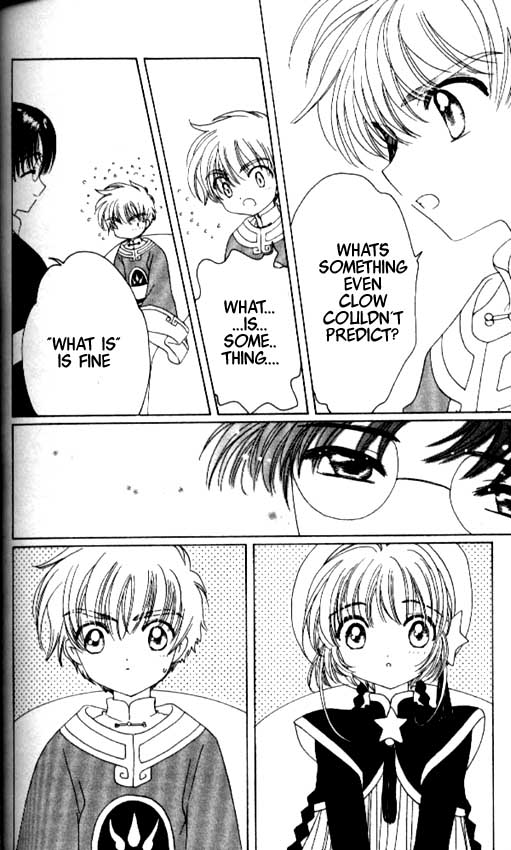 WHATS
SOMETHING
EVEN
CLOW
COULDN'T
PREDICT?
WHAT...
...IS...
SOME..
THING....
"WHAT IS"
IS FINE